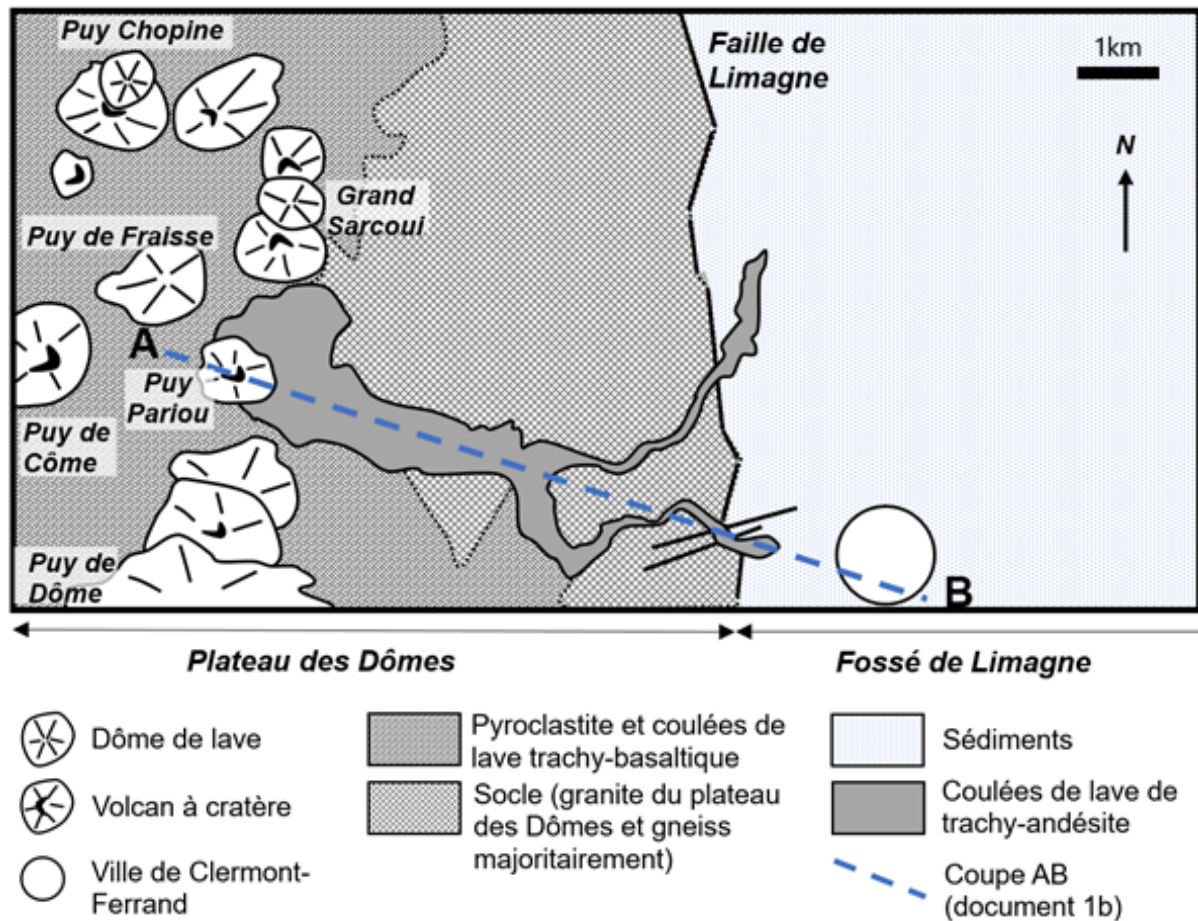 Puy Chopine
Faille de
Limagne
1km
N
Grand
Sarcoui
Puy de Fraisse
A
Puy
Pariou
Puy de
Côme
Puy de
Dôme
B
Plateau des Dômes
Fossé de Limagne
Dôme de lave
Volcan à cratère
Ville de Clermont-
Ferrand
Pyroclastite et coulées de
lave trachy-basaltique
Socle (granite du plateau
des Dômes et gneiss
majoritairement)
Sédiments
Coulées de lave de
trachy-andésite
Coupe AB
(document 1b)